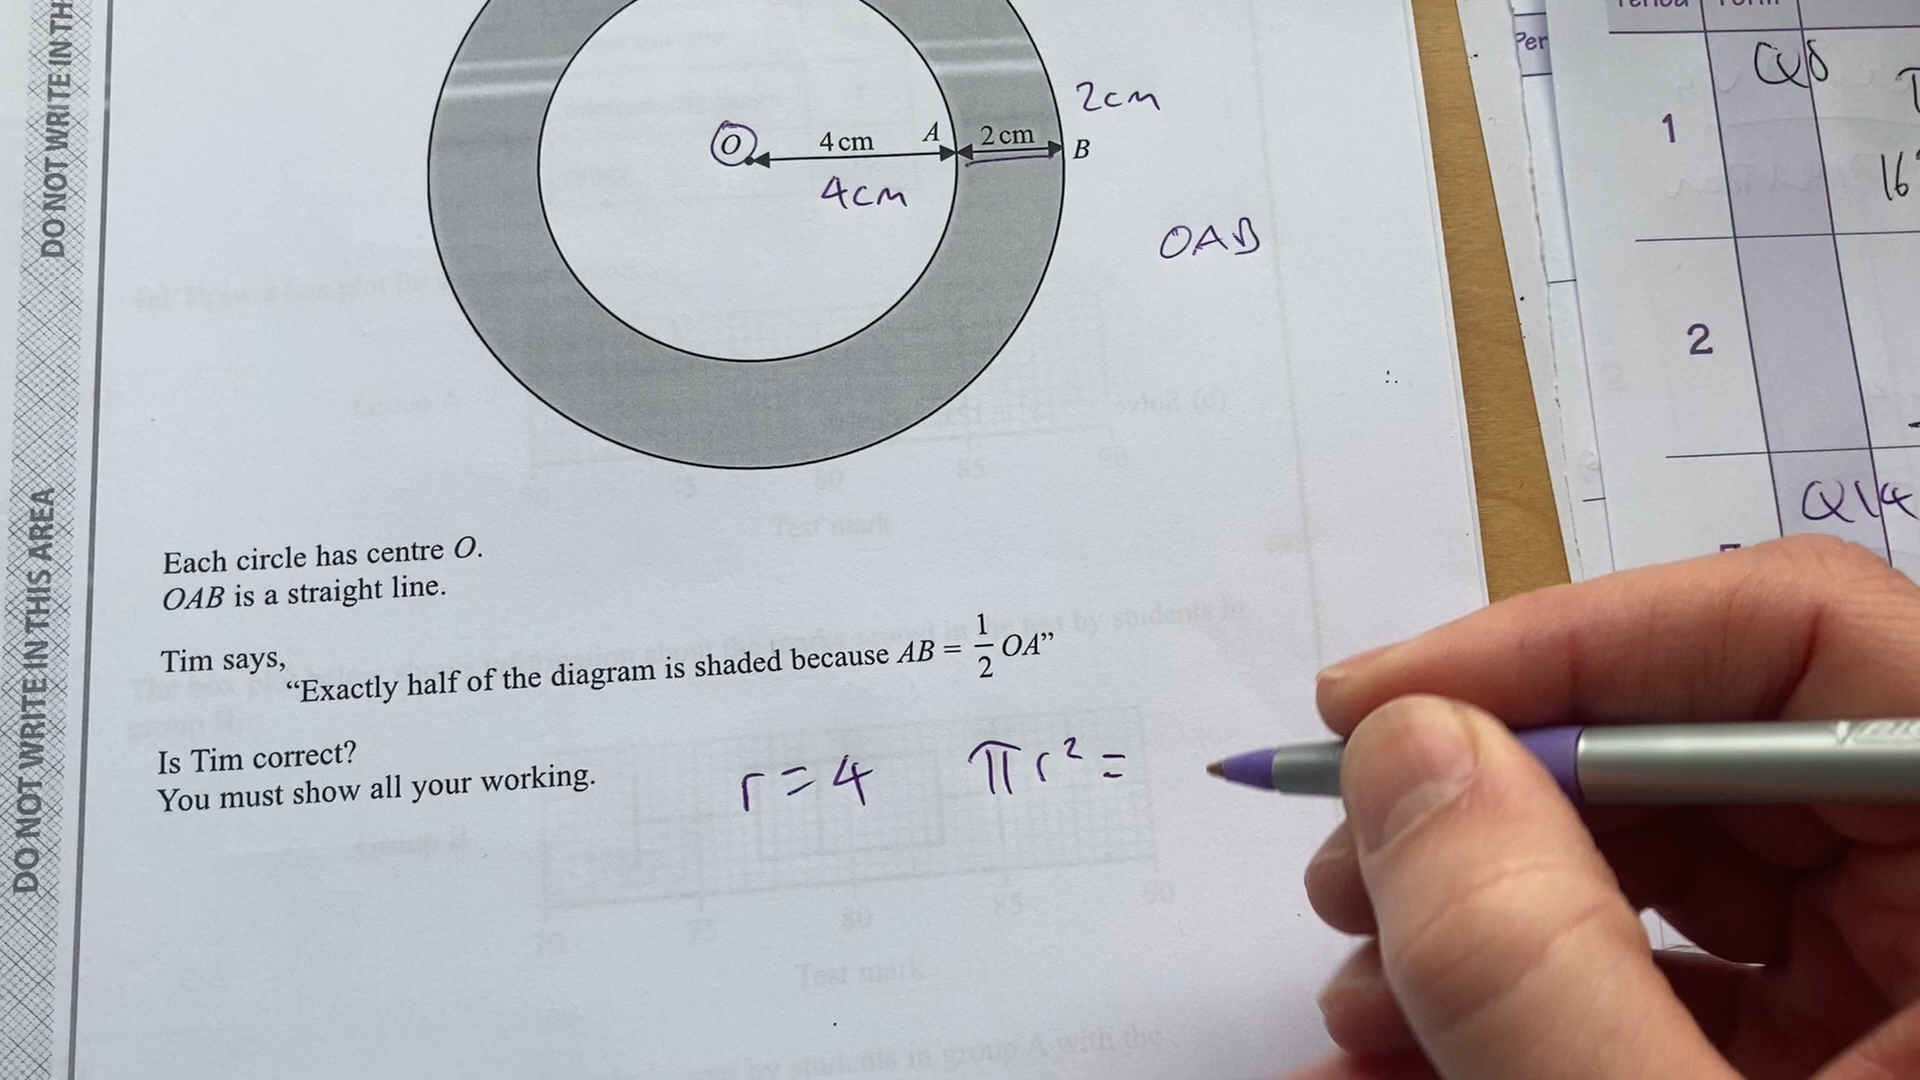 DO NOT WRITE IN TH
DO NOT WRITE IN THIS AREA
2cm
O 4 cm A 2 cm B
4cm
OAB
Each circle has centre O.
OAB is a straight line.
Tim says,
“Exactly half of the diagram is shaded because AB = 1/2 OA”
Is Tim correct?
You must show all your working.
r = 4 πr² =
Per
1
Q8
16
2
Q14